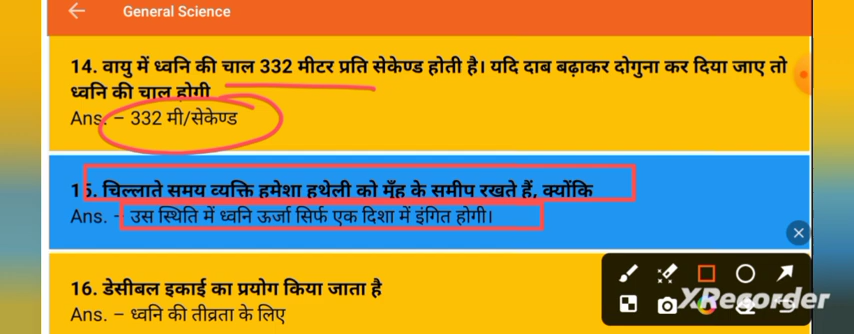 General Science
14. वायु में ध्वनि की चाल 332 मीटर प्रति सेकेण्ड होती है। यदि दाब बढ़ाकर दोगुना कर दिया जाए तो
ध्वनि की चाल होगी
Ans. – 332 मी/सेकेण्ड
15. चिल्लाते समय व्यक्ति हमेशा हथेली को मुँह के समीप रखते हैं, क्योंकि
Ans. – उस स्थिति में ध्वनि ऊर्जा सिर्फ एक दिशा में इंगित होगी।
16. डेसीबल इकाई का प्रयोग किया जाता है
Ans. – ध्वनि की तीव्रता के लिए
XRecorder